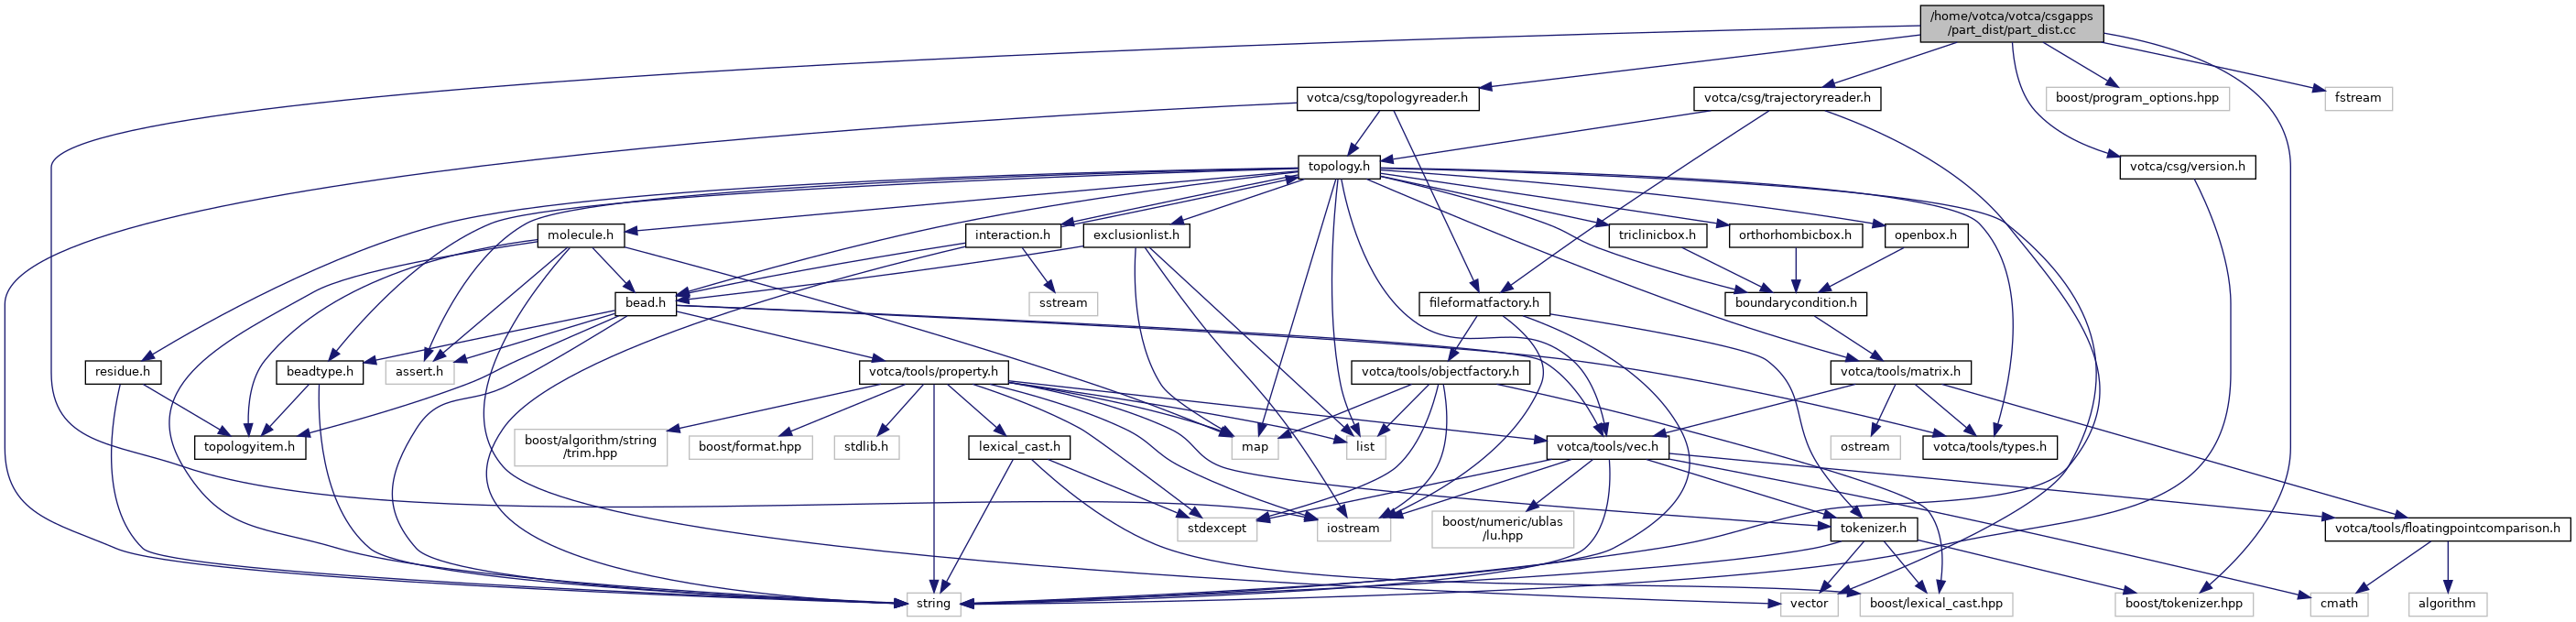 /home/votca/votca/csgapps
/part_dist/part_dist.cc
votca/csg/topologyreader.h
votca/csg/trajectoryreader.h
boost/program_options.hpp
fstream
topology.h
votca/csg/version.h
molecule.h
interaction.h
exclusionlist.h
triclinicbox.h
orthorhombicbox.h
openbox.h
bead.h
sstream
fileformatfactory.h
boundarycondition.h
residue.h
beadtype.h
assert.h
votca/tools/property.h
votca/tools/objectfactory.h
votca/tools/matrix.h
topologyitem.h
boost/algorithm/string
/trim.hpp
boost/format.hpp
stdlib.h
lexical_cast.h
map
list
votca/tools/vec.h
ostream
votca/tools/types.h
stdexcept
iostream
boost/numeric/ublas
/lu.hpp
tokenizer.h
votca/tools/floatingpointcomparison.h
string
vector
boost/lexical_cast.hpp
boost/tokenizer.hpp
cmath
algorithm